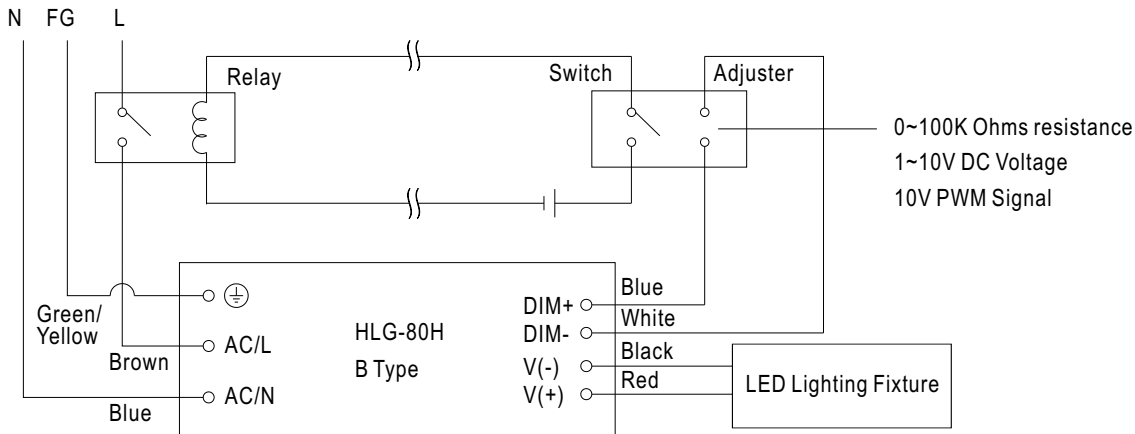 N FG L
Relay
Switch
Adjuster
0~100K Ohms resistance
1~10V DC Voltage
10V PWM Signal
Green/
Yellow
Brown
Blue
AC/L
AC/N
HLG-80H
B Type
DIM+
DIM-
V(-)
V(+)
Blue
White
Black
Red
LED Lighting Fixture